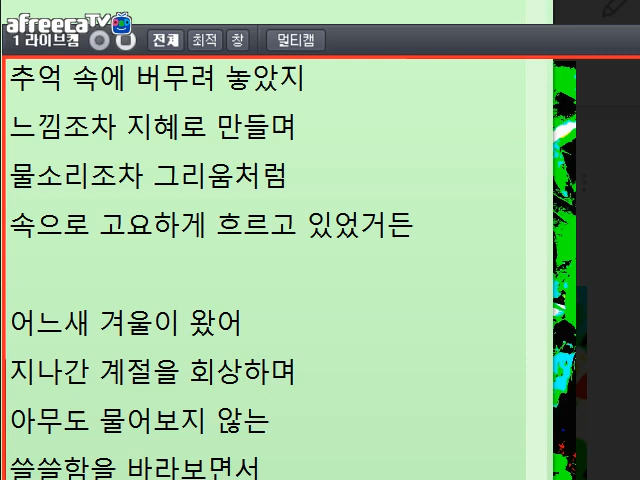 afreecaTV
1 라이브캠 전체 최적 창 멀티캠
추억 속에 버무려 놓았지
느낌조차 지혜로 만들며
물소리조차 그리움처럼
속으로 고요하게 흐르고 있었거든
어느새 겨울이 왔어
지나간 계절을 회상하며
아무도 물어보지 않는
쓸쓸함을 바라보면서